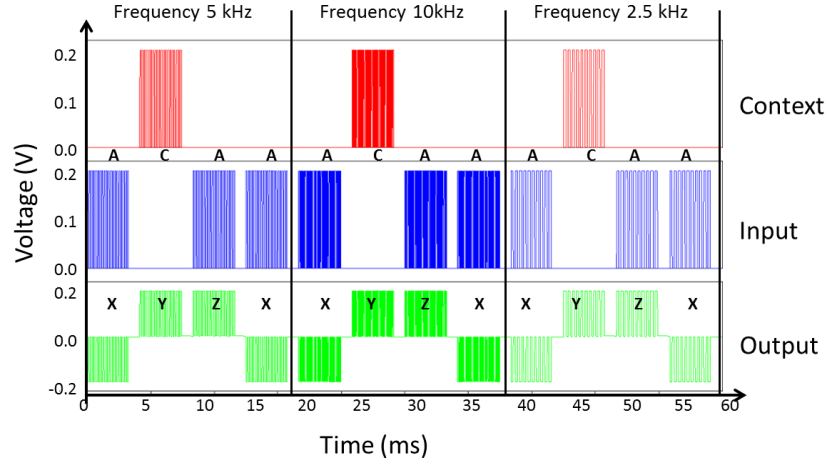 Frequency 5 kHz Frequency 10kHz Frequency 2.5 kHz
0.2
0.1
0.0
Context
A C A A A C A A A C A A
0.2
0.1
0.0
Input
Voltage (V)
0.2
X Y Z X X Y Z X X Y Z X
0.0
-0.2
Output
0 5 10 15 20 25 30 35 40 45 50 55 60
Time (ms)